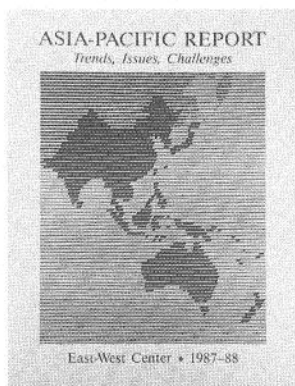 ASIA-PACIFIC REPORT
Trends, Issues, Challenges
East-West Center • 1987–88